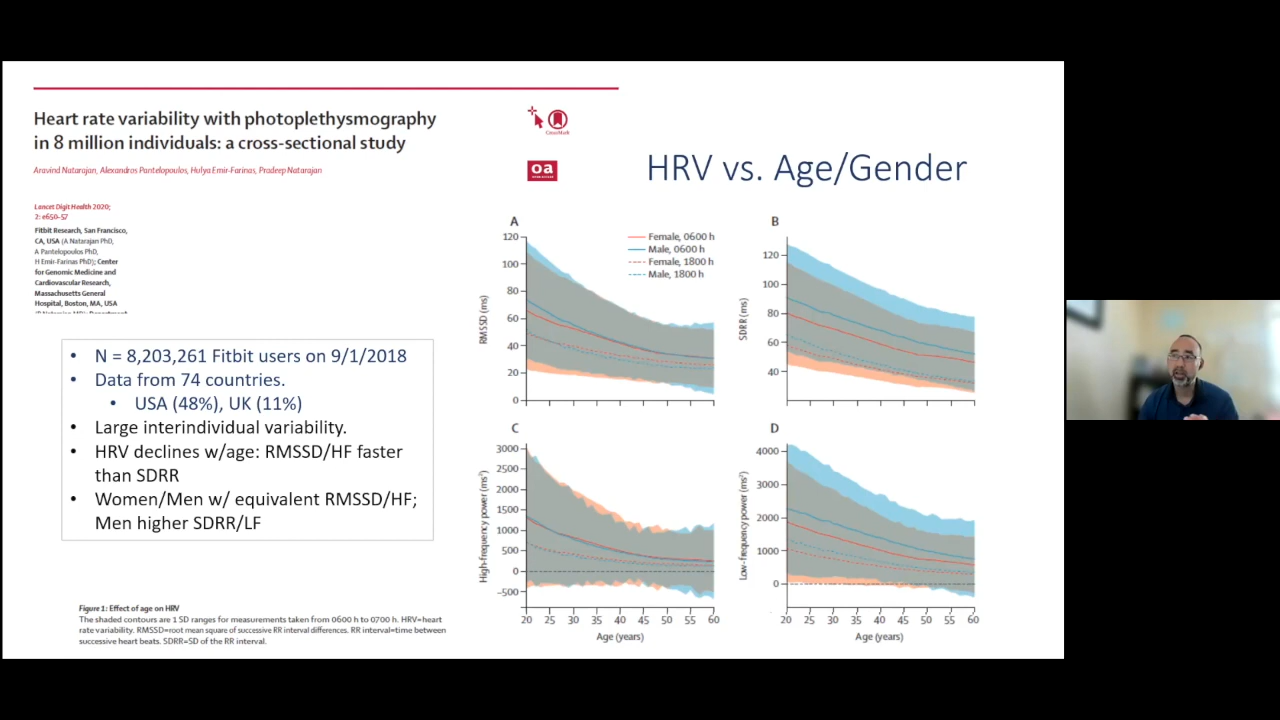 Heart rate variability with photoplethysmography
in 8 million individuals: a cross-sectional study
Aravind Natarajan, Alexandros Pantelopoulos, Hulya Emir-Farinas, Pradeep Natarajan
CrossMark
oa
Lancet Digit Health 2020;
2: e650–57
Fitbit Research, San Francisco,
CA, USA (A Natarajan PhD,
A Pantelopoulos PhD,
H Emir-Farinas PhD); Center
for Genomic Medicine and
Cardiovascular Research,
Massachusetts General
Hospital, Boston, MA, USA
HRV vs. Age/Gender
• N = 8,203,261 Fitbit users on 9/1/2018
• Data from 74 countries.
• USA (48%), UK (11%)
• Large interindividual variability.
• HRV declines w/age: RMSSD/HF faster
than SDRR
• Women/Men w/ equivalent RMSSD/HF;
Men higher SDRR/LF
A
Female, 0600 h
Male, 0600 h
Female, 1800 h
Male, 1800 h
RMSSD (ms)
120
100
80
60
40
20
0
B
SDRR (ms)
120
100
80
60
40
C
High-frequency power (ms²)
3000
2500
2000
1500
1000
500
0
-500
20 25 30 35 40 45 50 55 60
Age (years)
D
Low-frequency power (ms²)
4000
3000
2000
1000
0
20 25 30 35 40 45 50 55 60
Age (years)
Figure 1: Effect of age on HRV
The shaded contours are 1 SD ranges for measurements taken from 0600 h to 0700 h. HRV=heart
rate variability. RMSSD=root mean square of successive RR interval differences. RR interval=time between
successive heart beats. SDRR=SD of the RR interval.